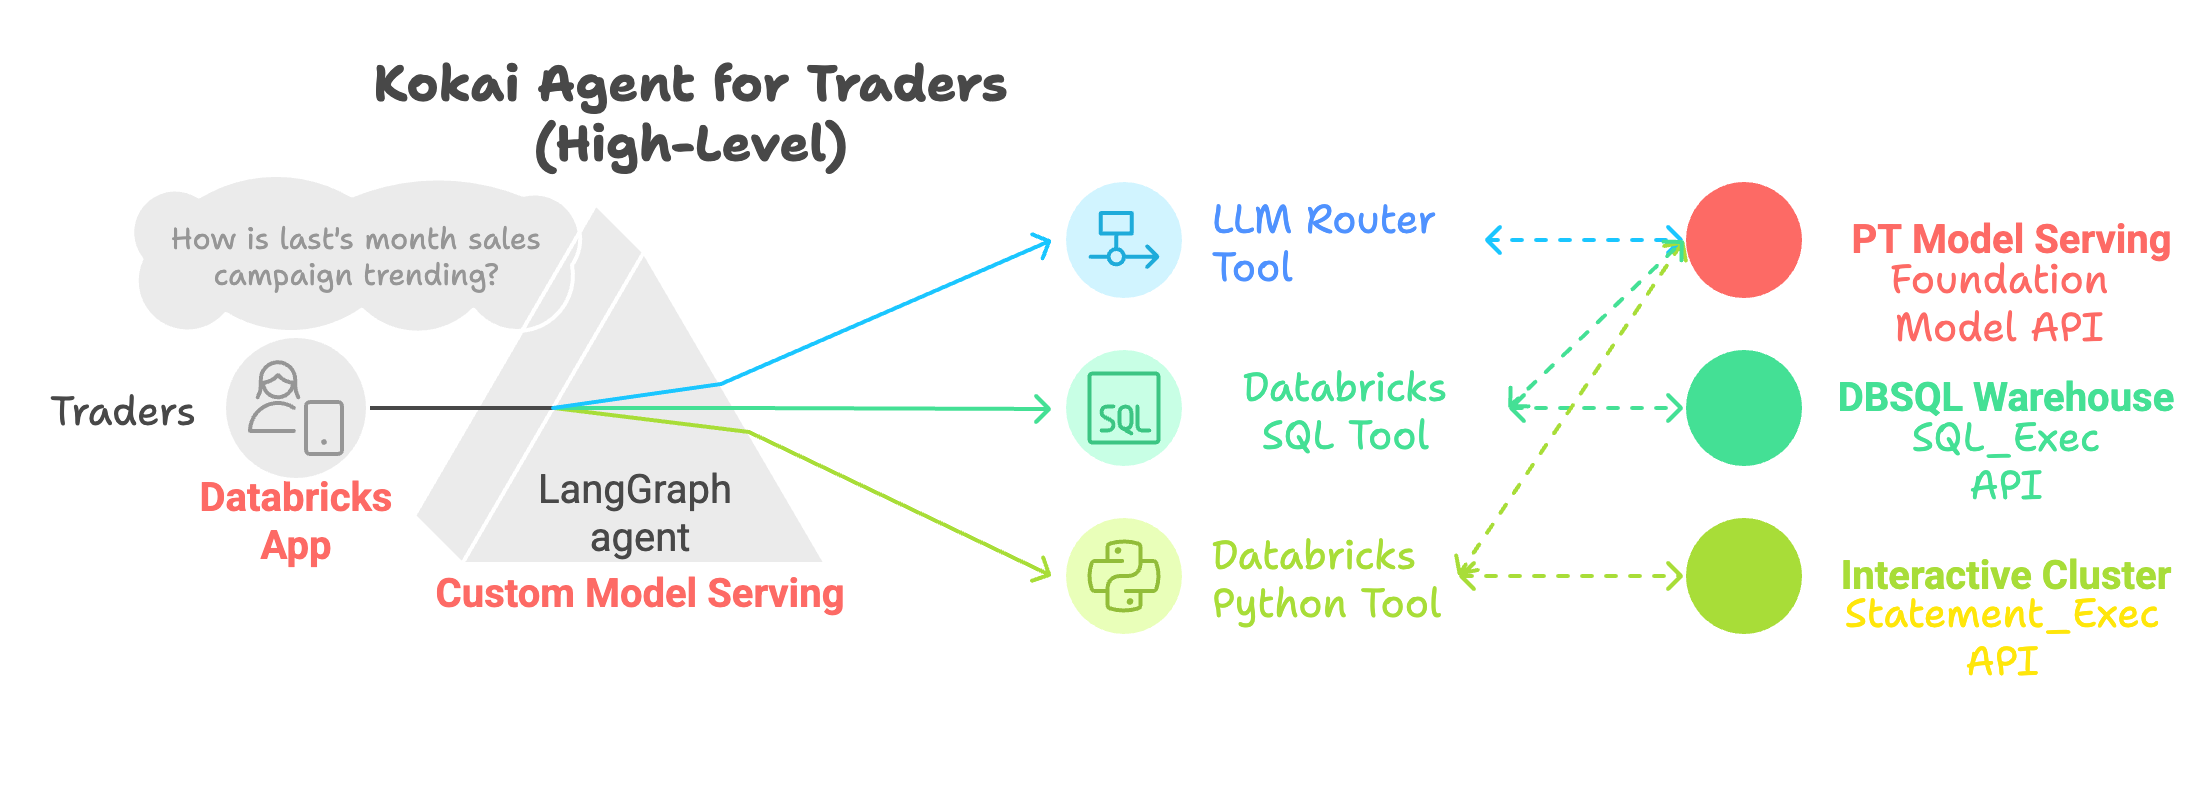 Kokai Agent for Traders
(High-Level)
How is last's month sales
campaign trending?
Traders
Databricks
App
LangGraph
agent
Custom Model Serving
LLM Router
Tool
SQL
Databricks
SQL Tool
Databricks
Python Tool
PT Model Serving
Foundation
Model API
DBSQL Warehouse
SQL_Exec
API
Interactive Cluster
Statement_Exec
API